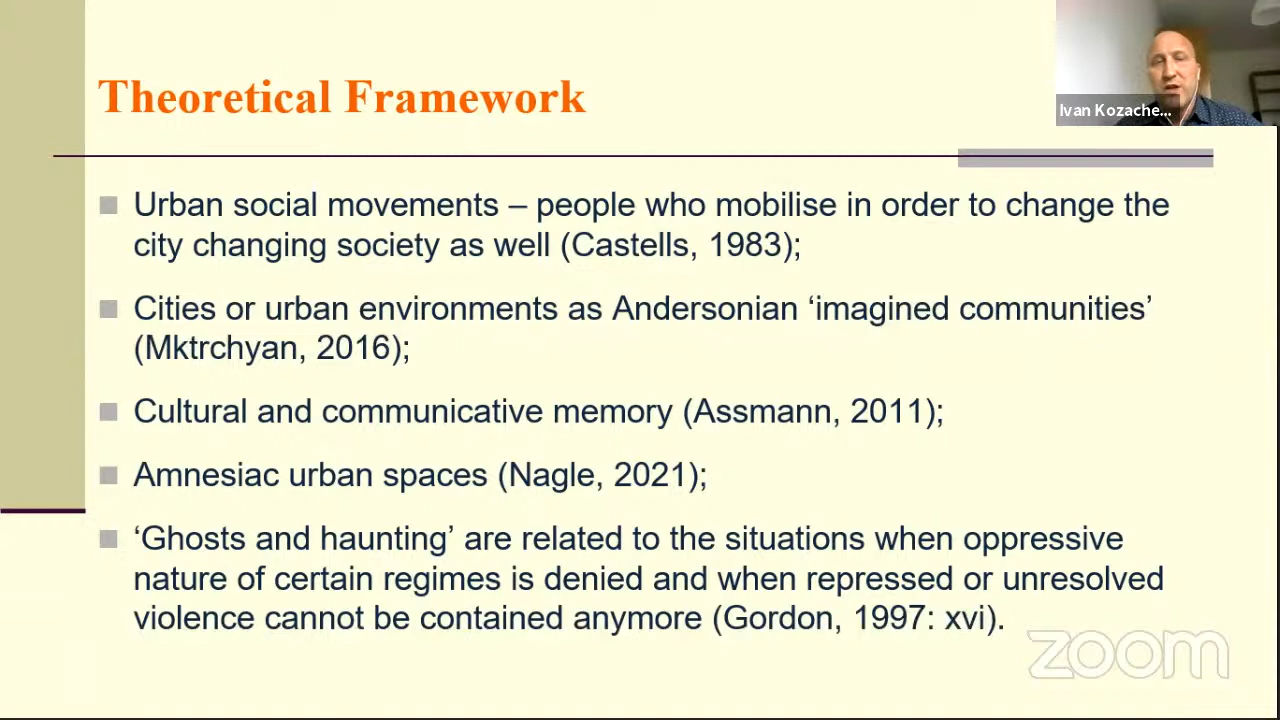 Theoretical Framework
Ivan Kozache...
Urban social movements – people who mobilise in order to change the
city changing society as well (Castells, 1983);
Cities or urban environments as Andersonian ‘imagined communities’
(Mktrchyan, 2016);
Cultural and communicative memory (Assmann, 2011);
Amnesiac urban spaces (Nagle, 2021);
‘Ghosts and haunting’ are related to the situations when oppressive
nature of certain regimes is denied and when repressed or unresolved
violence cannot be contained anymore (Gordon, 1997: xvi).
zoom